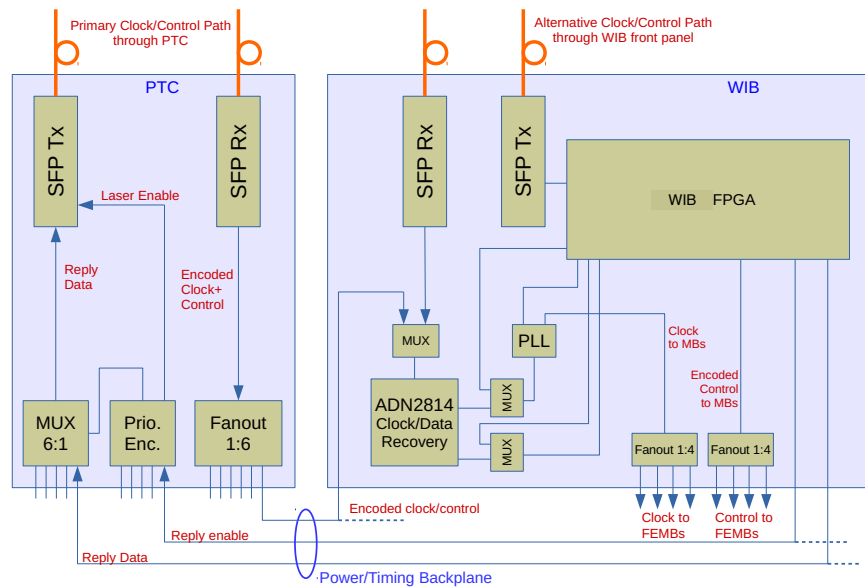 Primary Clock/Control Path
through PTC
Alternative Clock/Control Path
through WIB front panel
PTC
WIB
SFP Tx
SFP Rx
SFP Rx
SFP Tx
WIB FPGA
Laser Enable
Reply
Data
Encoded
Clock+
Control
MUX
PLL
Clock
to MBs
Encoded
Control
to MBs
MUX
6:1
Prio.
Enc.
Fanout
1:6
ADN2814
Clock/Data
Recovery
MUX
MUX
Fanout 1:4
Fanout 1:4
Encoded clock/control
Clock to
FEMBs
Control to
FEMBs
Reply enable
Reply Data
Power/Timing Backplane